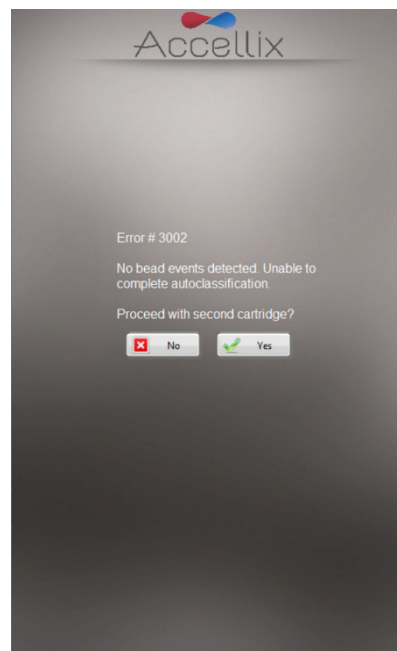 Accellix
Error # 3002
No bead events detected. Unable to
complete autoclassification.
Proceed with second cartridge?
No
Yes